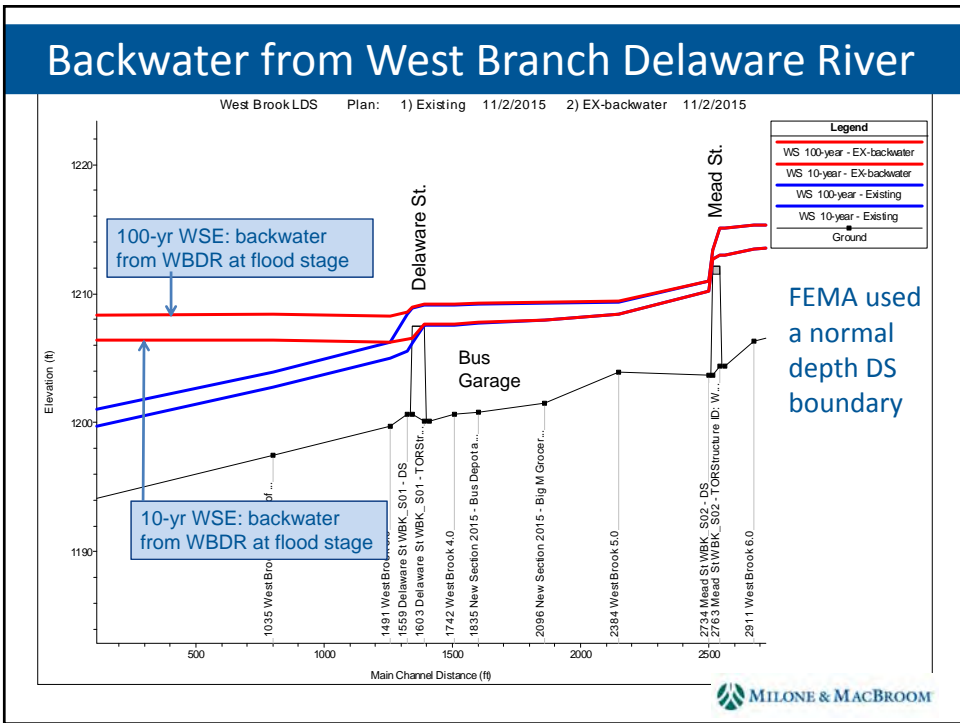 Backwater from West Branch Delaware River
West Brook LDS Plan: 1) Existing 11/2/2015 2) EX-backwater 11/2/2015
Legend
WS 100-year - EX-backwater
WS 10-year - EX-backwater
WS 100-year - Existing
WS 10-year - Existing
Ground
Elevation (ft)
1220
1210
1200
1190
Delaware St.
Mead St.
100-yr WSE: backwater
from WBDR at flood stage
Bus
Garage
FEMA used
a normal
depth DS
boundary
10-yr WSE: backwater
from WBDR at flood stage
1035 West Brook
of ...
1491 West Brook
1559 Delaware St WBK_S01 - DS
1603 Delaware St WBK_S01 - TORStr...
1742 West Brook 4.0
1835 New Section 2015 - Bus Depot a...
2096 New Section 2015 - Big M Grocer...
2384 West Brook 5.0
2734 Mead St WBK_S02 - DS
2763 Mead St WBK_S02 - TORStructure ID: W...
2911 West Brook 6.0
500
1000
1500
2000
2500
Main Channel Distance (ft)
MILONE & MACBROOM